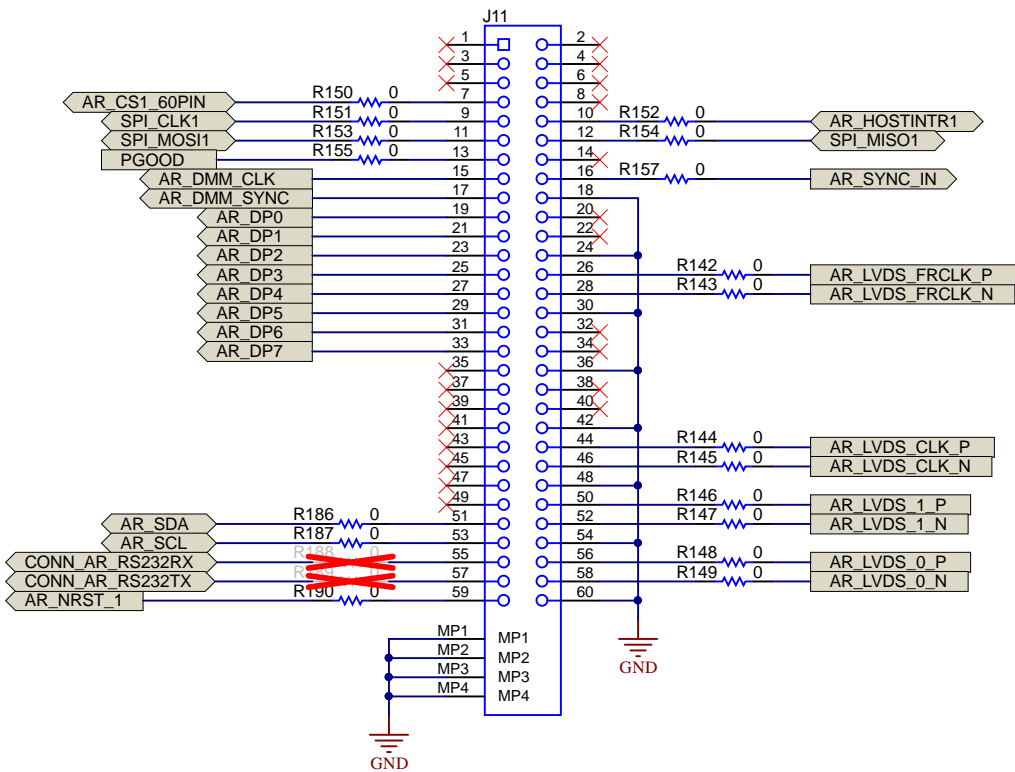 J11
1 2
3 4
5 6
AR_CS1_60PIN R150 0 7 8
SPI_CLK1 R151 0 9 10 R152 0 AR_HOSTINTR1
SPI_MOSI1 R153 0 11 12 R154 0 SPI_MISO1
PGOOD R155 0 13 14
AR_DMM_CLK 15 16 R157 0 AR_SYNC_IN
AR_DMM_SYNC 17 18
AR_DP0 19 20
AR_DP1 21 22
AR_DP2 23 24
AR_DP3 25 26 R142 0 AR_LVDS_FRCLK_P
AR_DP4 27 28 R143 0 AR_LVDS_FRCLK_N
AR_DP5 29 30
AR_DP6 31 32
AR_DP7 33 34
35 36
37 38
39 40
41 42
43 44 R144 0 AR_LVDS_CLK_P
45 46 R145 0 AR_LVDS_CLK_N
47 48
49 50 R146 0 AR_LVDS_1_P
AR_SDA R186 0 51 52 R147 0 AR_LVDS_1_N
AR_SCL R187 0 53 54
CONN_AR_RS232RX R188 0 55 56 R148 0 AR_LVDS_0_P
CONN_AR_RS232TX 57 58 R149 0 AR_LVDS_0_N
AR_NRST_1 R190 0 59 60
MP1 MP1
MP2 MP2
MP3 MP3
MP4 MP4
GND
GND